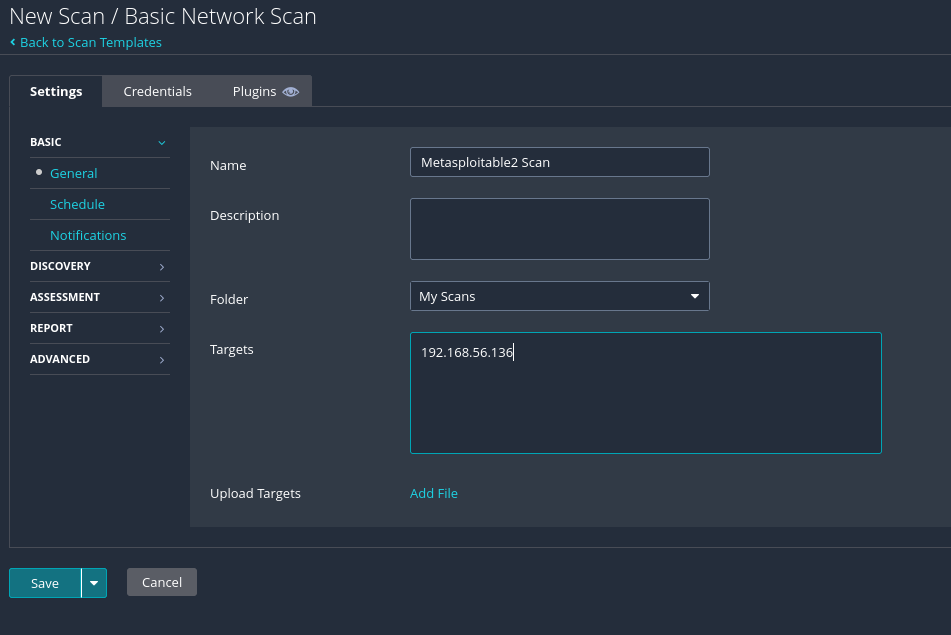 New Scan / Basic Network Scan
Back to Scan Templates
Settings
Credentials
Plugins
BASIC
General
Schedule
Notifications
DISCOVERY
ASSESSMENT
REPORT
ADVANCED
Name
Metasploitable2 Scan
Description
Folder
My Scans
Targets
192.168.56.136
Upload Targets
Add File
Save
Cancel